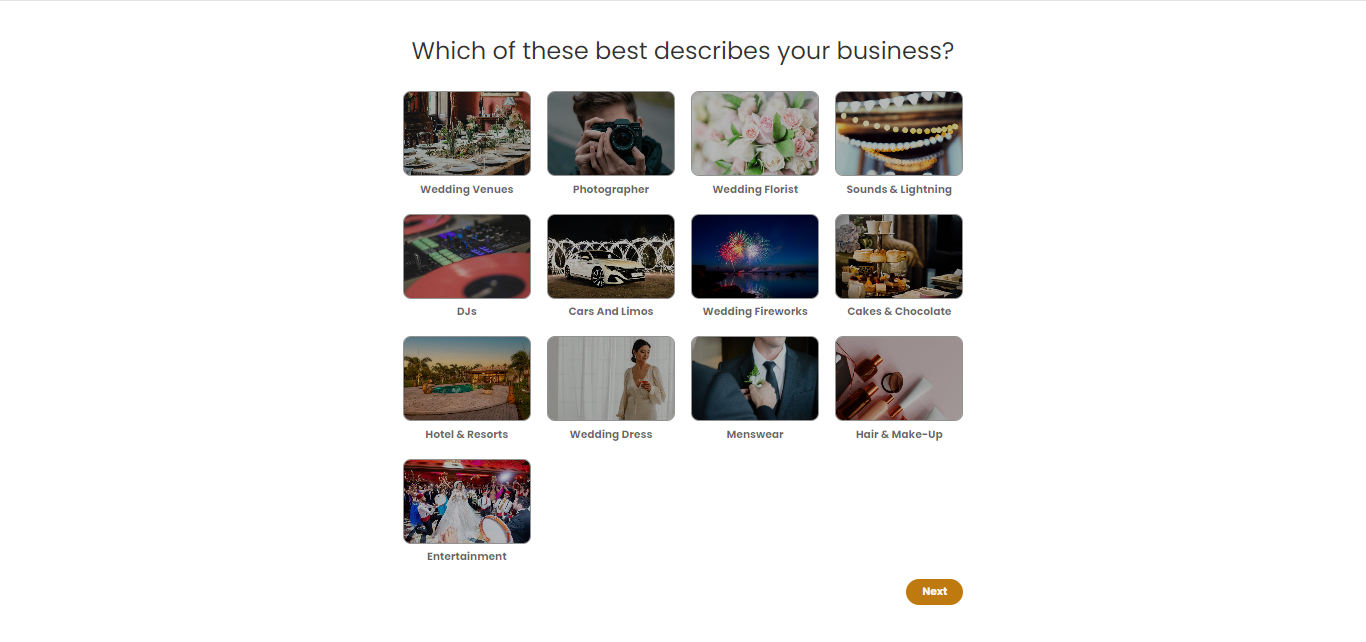 Which of these best describes your business?
Wedding Venues
Photographer
Wedding Florist
Sounds & Lightning
DJs
Cars And Limos
Wedding Fireworks
Cakes & Chocolate
Hotel & Resorts
Wedding Dress
Menswear
Hair & Make-Up
Entertainment
Next